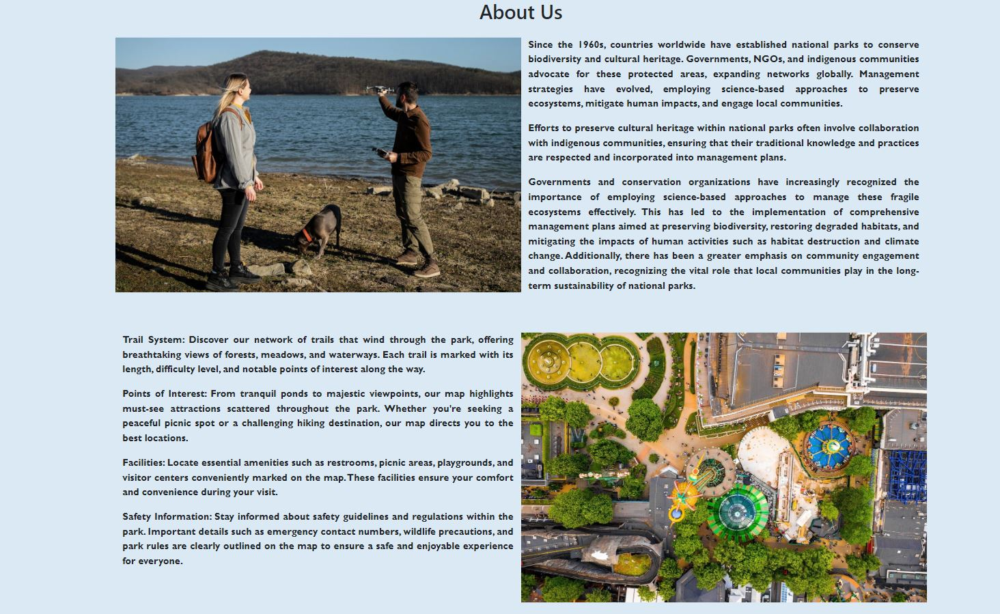 About Us
Since the 1960s, countries worldwide have established national parks to conserve
biodiversity and cultural heritage. Governments, NGOs, and indigenous communities
advocate for these protected areas, expanding networks globally. Management
strategies have evolved, employing science-based approaches to preserve
ecosystems, mitigate human impacts, and engage local communities.
Efforts to preserve cultural heritage within national parks often involve collaboration
with indigenous communities, ensuring that their traditional knowledge and practices
are respected and incorporated into management plans.
Governments and conservation organizations have increasingly recognized the
importance of employing science-based approaches to manage these fragile
ecosystems effectively. This has led to the implementation of comprehensive
management plans aimed at preserving biodiversity, restoring degraded habitats, and
mitigating the impacts of human activities such as habitat destruction and climate
change. Additionally, there has been a greater emphasis on community engagement
and collaboration, recognizing the vital role that local communities play in the long-
term sustainability of national parks.
Trail System: Discover our network of trails that wind through the park, offering
breathtaking views of forests, meadows, and waterways. Each trail is marked with its
length, difficulty level, and notable points of interest along the way.
Points of Interest: From tranquil ponds to majestic viewpoints, our map highlights
must-see attractions scattered throughout the park. Whether you're seeking a
peaceful picnic spot or a challenging hiking destination, our map directs you to the
best locations.
Facilities: Locate essential amenities such as restrooms, picnic areas, playgrounds, and
visitor centers conveniently marked on the map. These facilities ensure your comfort
and convenience during your visit.
Safety Information: Stay informed about safety guidelines and regulations within the
park. Important details such as emergency contact numbers, wildlife precautions, and
park rules are clearly outlined on the map to ensure a safe and enjoyable experience
for everyone.